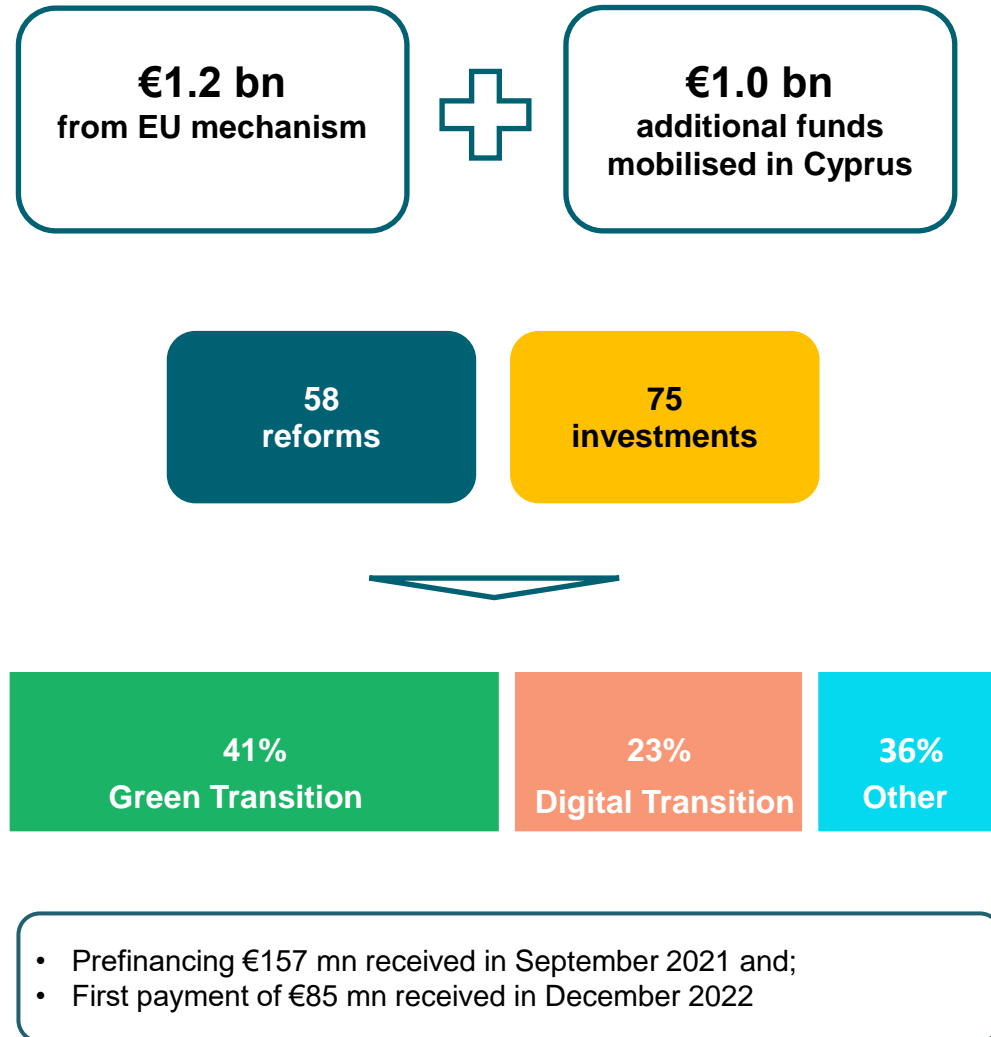 €1.2 bn
from EU mechanism
€1.0 bn
additional funds
mobilised in Cyprus
58
reforms
75
investments
41%
Green Transition
23%
Digital Transition
36%
Other
• Prefinancing €157 mn received in September 2021 and;
• First payment of €85 mn received in December 2022